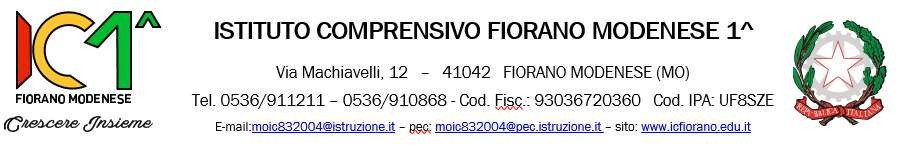 IC1^
FIORANO MODENESE
Crescere Insieme
ISTITUTO COMPRENSIVO FIORANO MODENESE 1^
Via Machiavelli, 12 – 41042 FIORANO MODENESE (MO)
Tel. 0536/911211 – 0536/910868 - Cod. Fisc.: 93036720360 Cod. IPA: UF8SZE
E-mail:moic832004@istruzione.it – pec: moic832004@pec.istruzione.it – sito: www.icfiorano.edu.it
REPVBBLICA ITALIANA